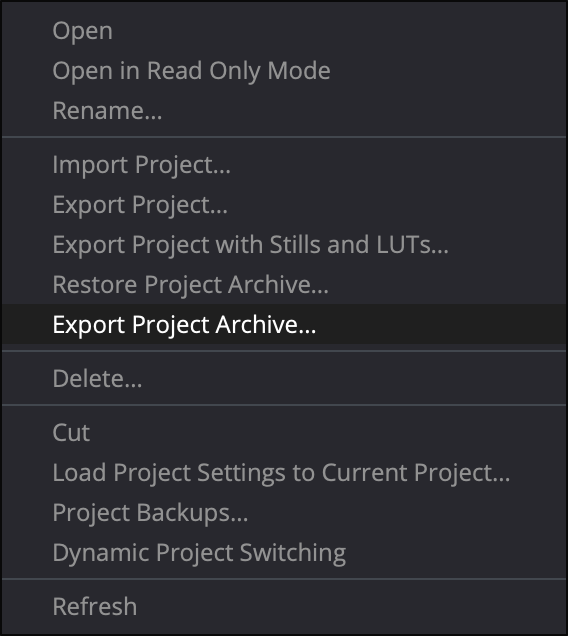 Open
Open in Read Only Mode
Rename...
Import Project...
Export Project...
Export Project with Stills and LUTs...
Restore Project Archive...
Export Project Archive...
Delete...
Cut
Load Project Settings to Current Project...
Project Backups...
Dynamic Project Switching
Refresh